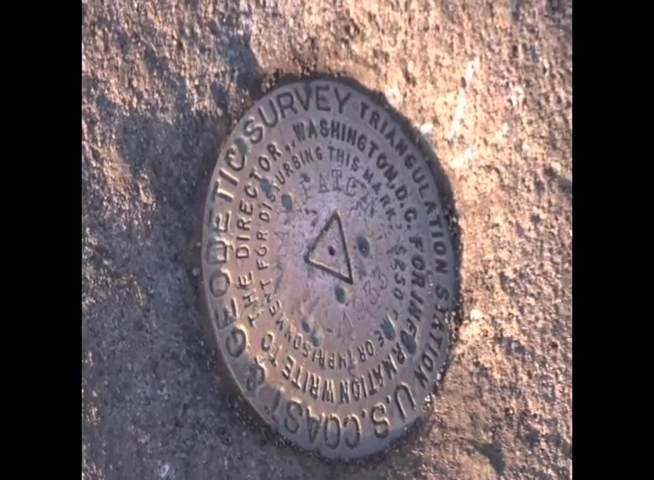 U.S. COAST & GEODETIC SURVEY TRIANGULATION STATION
FOR INFORMATION WRITE TO THE DIRECTOR, WASHINGTON, D.C.
$250 FINE OR IMPRISONMENT FOR DISTURBING THIS MARK.
1933